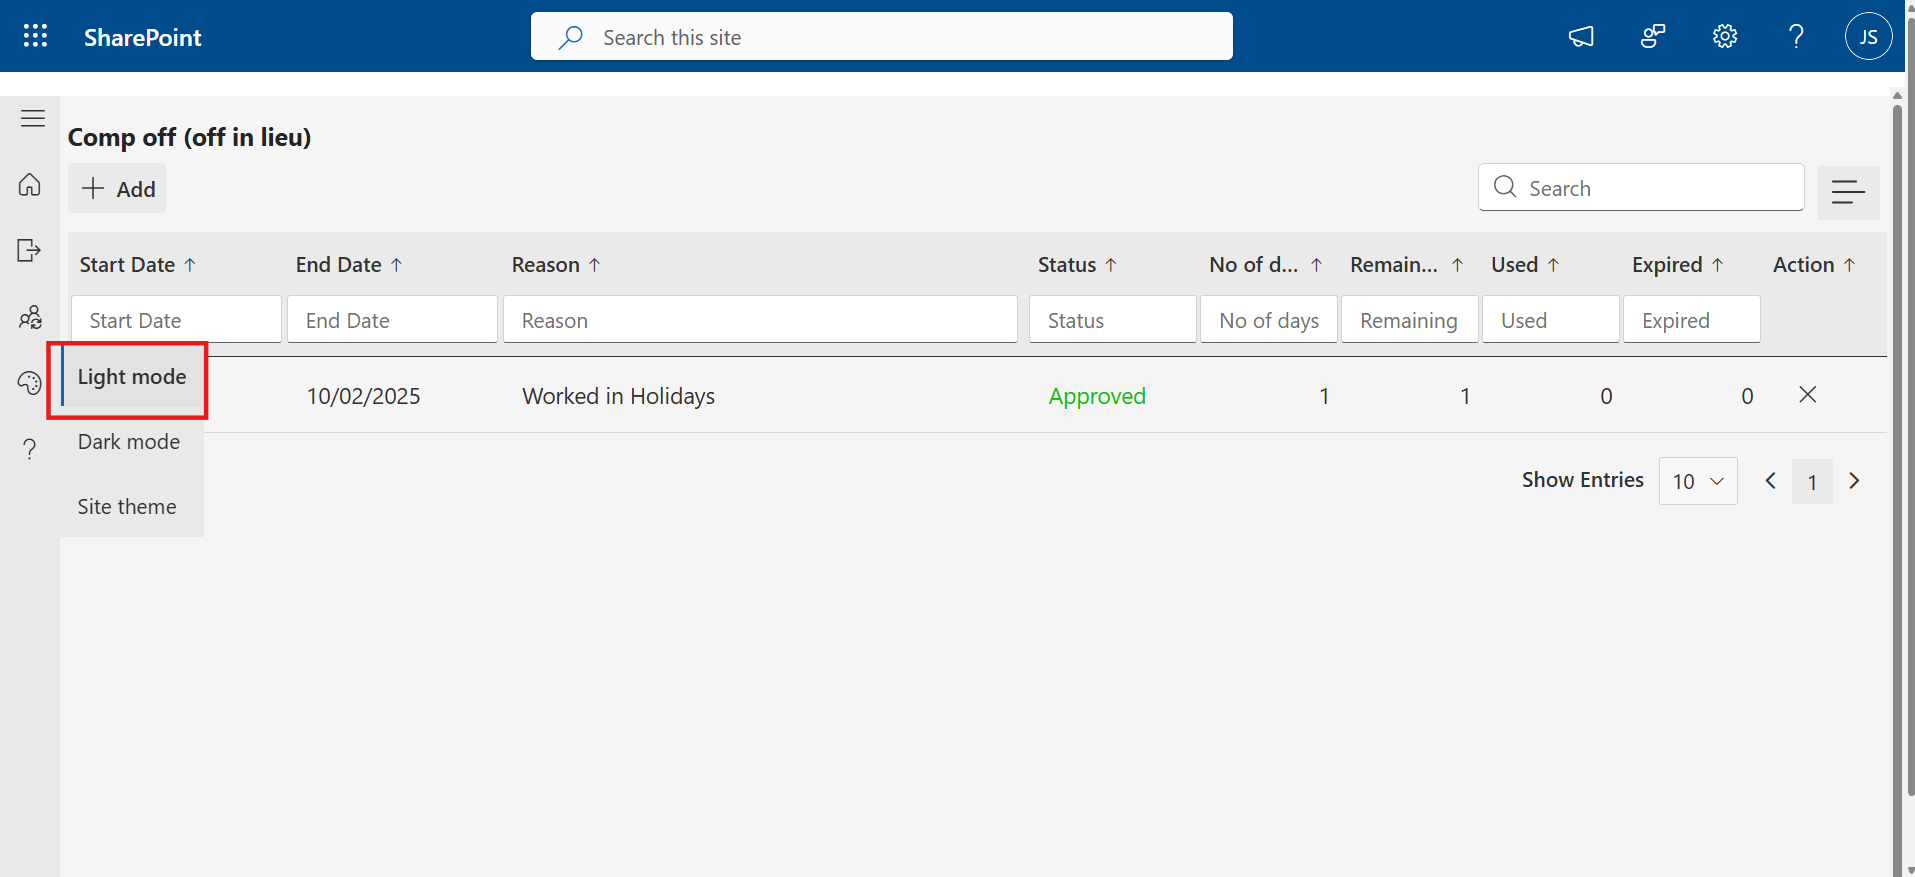 SharePoint
Search this site
JS
Comp off (off in lieu)
Add
Search
Start Date ↑ End Date ↑ Reason ↑ Status ↑ No of d... ↑ Remain... ↑ Used ↑ Expired ↑ Action ↑
Start Date End Date Reason Status No of days Remaining Used Expired
Light mode
10/02/2025 Worked in Holidays Approved 1 1 0 0
Dark mode
Site theme
Show Entries 10 1